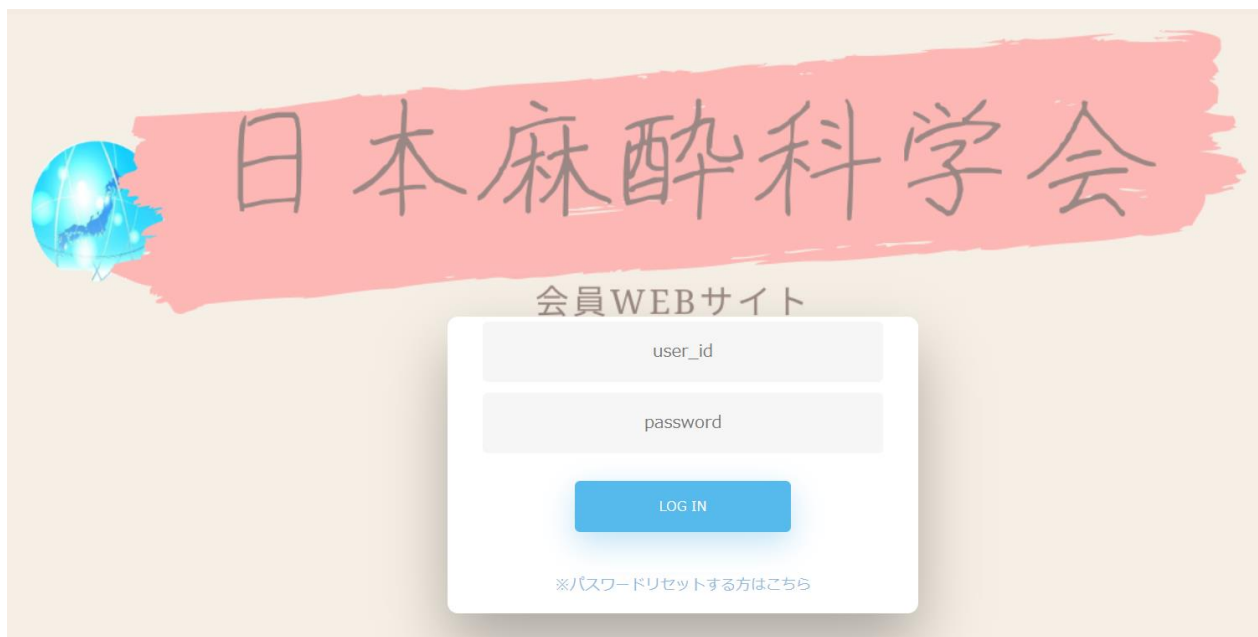 日本麻酔科学会
会員WEBサイト
user_id
password
LOG IN
※パスワードリセットする方はこちら